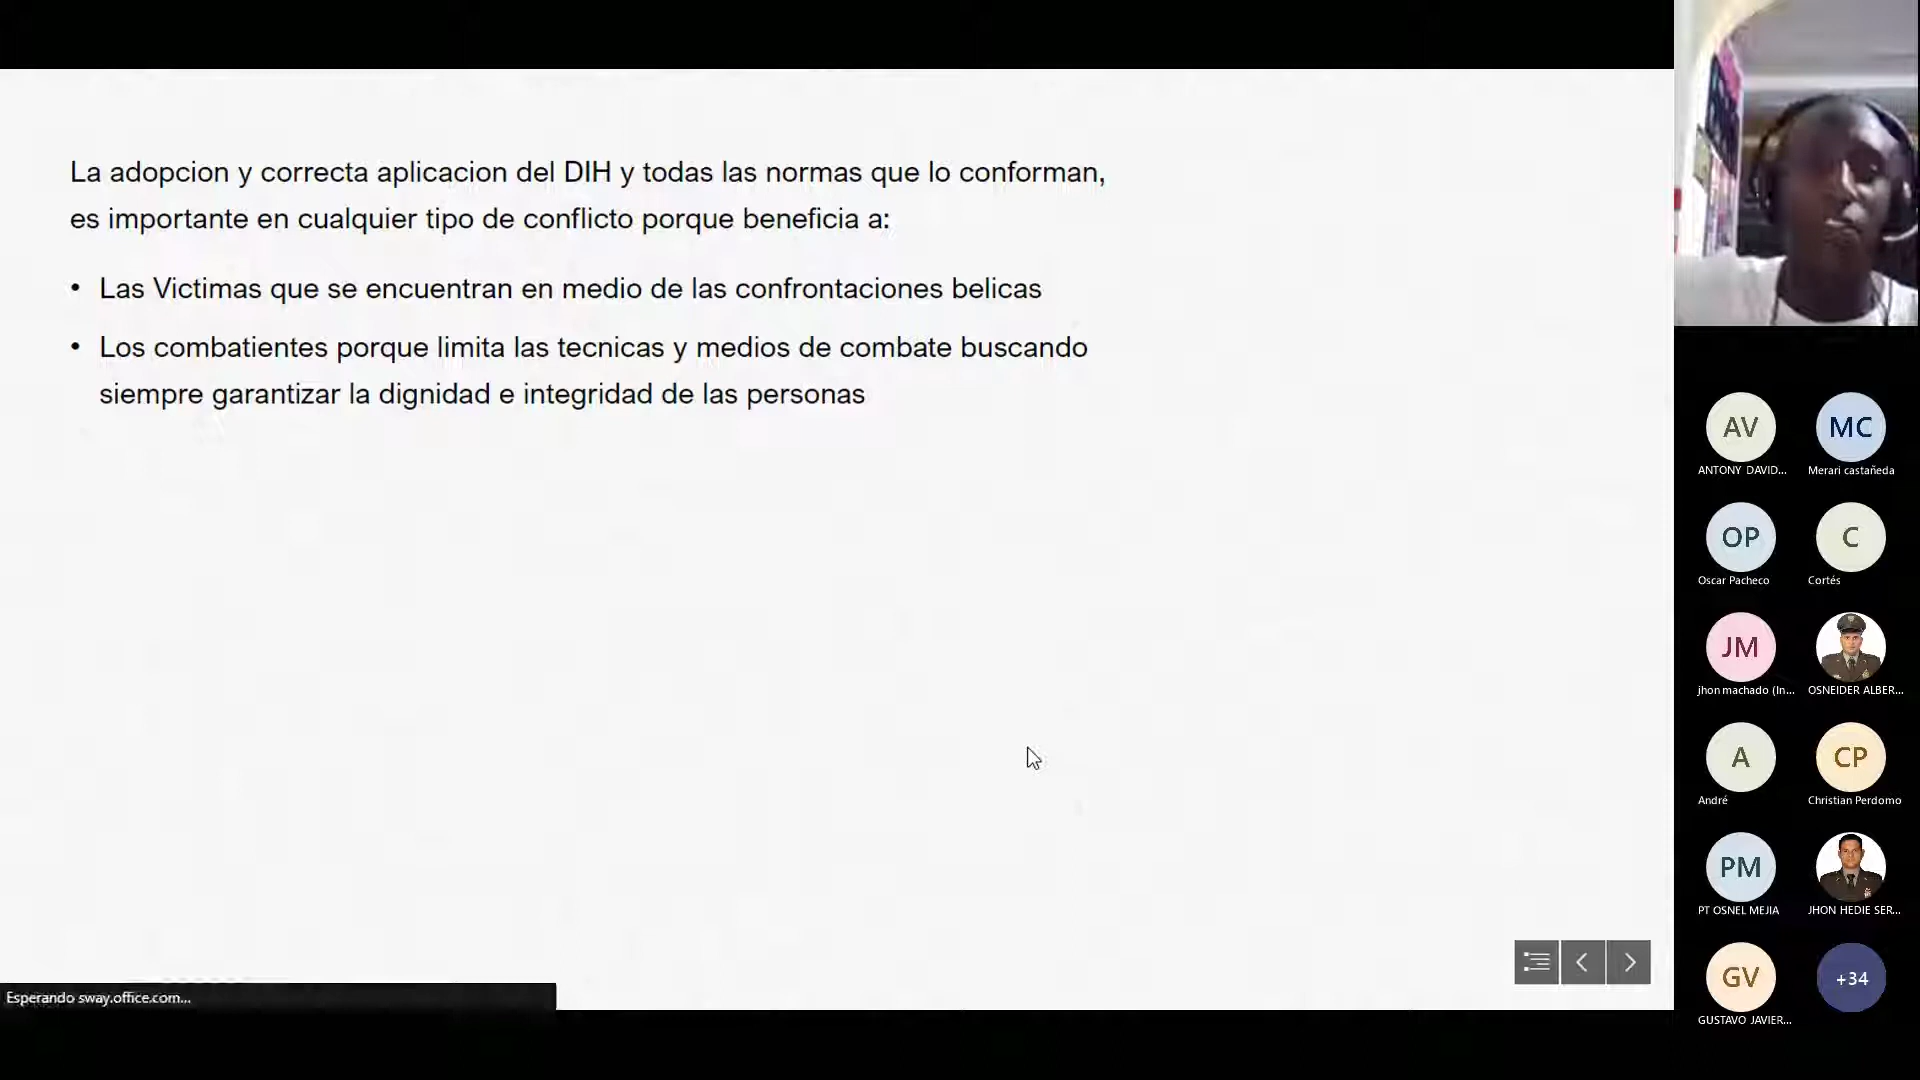 La adopcion y correcta aplicacion del DIH y todas las normas que lo conforman,
es importante en cualquier tipo de conflicto porque beneficia a:
• Las Victimas que se encuentran en medio de las confrontaciones belicas
• Los combatientes porque limita las tecnicas y medios de combate buscando
siempre garantizar la dignidad e integridad de las personas
Esperando sway.office.com...
AV
MC
ANTONY DAVID...
Merari castañeda
OP
C
Oscar Pacheco
Cortés
JM
jhon machado (In...
OSNEIDER ALBER...
A
CP
André
Christian Perdomo
PM
PT OSNEL MEJIA
JHON HEDIE SER...
GV
+34
GUSTAVO JAVIER...